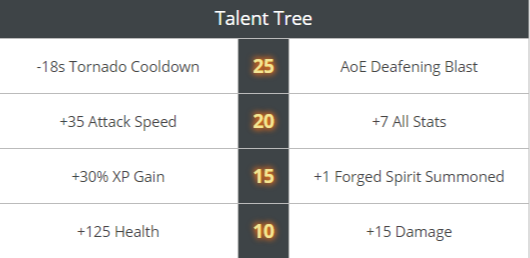 Talent Tree
-18s Tornado Cooldown 25 AoE Deafening Blast
+35 Attack Speed 20 +7 All Stats
+30% XP Gain 15 +1 Forged Spirit Summoned
+125 Health 10 +15 Damage